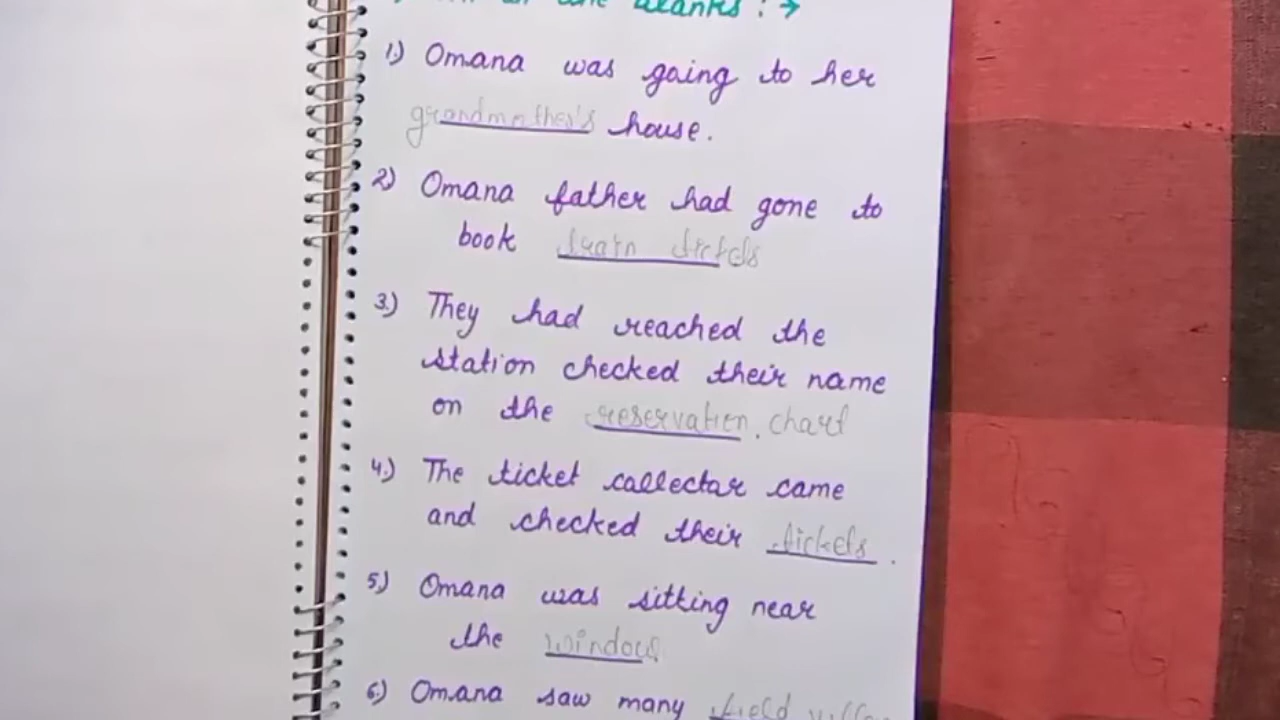 blanks : →
1) Omana was going to her
grandmother's house.
2) Omana father had gone to
book train tickets
3) They had reached the
station checked their name
on the reservation. chart
4) The ticket collector came
and checked their tickets.
5) Omana was sitting near
the window
6) Omana saw many field